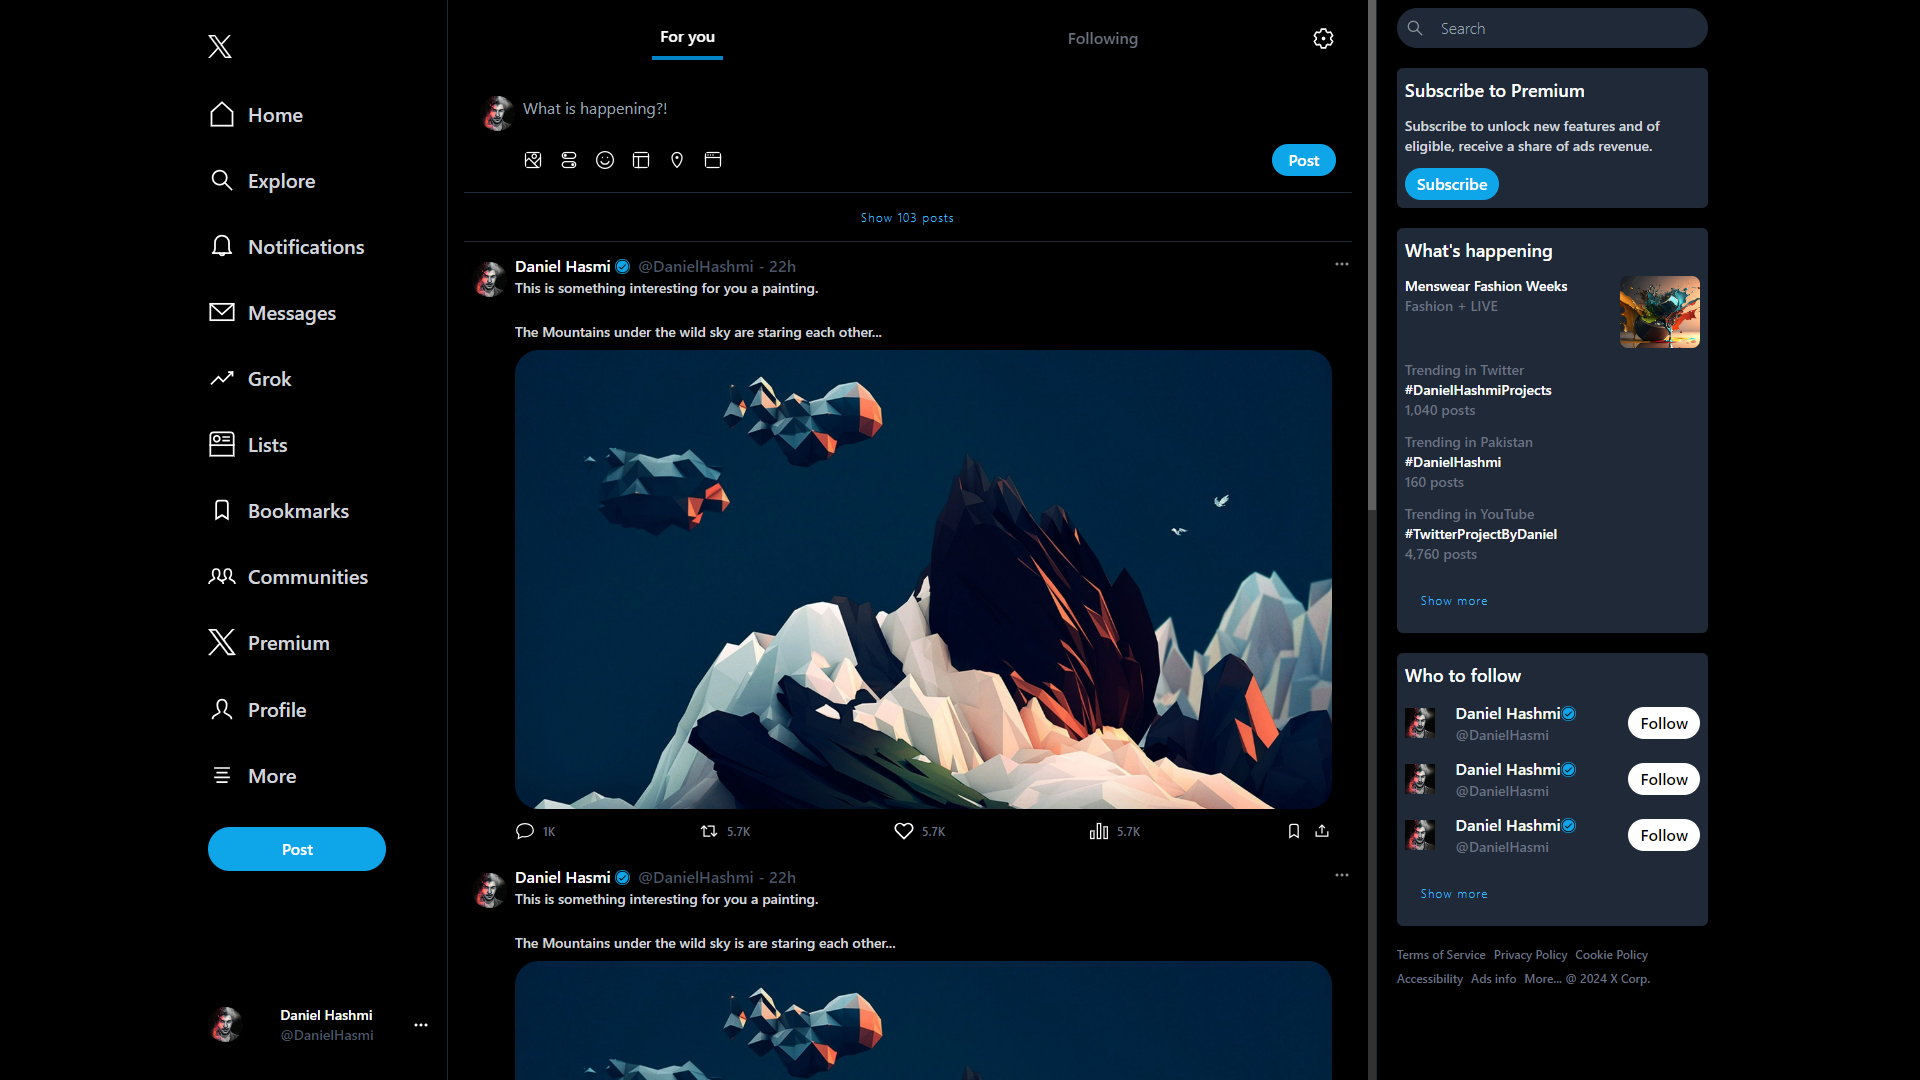 Home
Explore
Notifications
Messages
Grok
Lists
Bookmarks
Communities
Premium
Profile
More
Post
Daniel Hashmi
@DanielHasmi
For you
Following
What is happening?!
Post
Show 103 posts
Daniel Hasmi @DanielHashmi - 22h
This is something interesting for you a painting.
The Mountains under the wild sky are staring each other...
1K 5.7K 5.7K 5.7K
Daniel Hasmi @DanielHashmi - 22h
This is something interesting for you a painting.
The Mountains under the wild sky is are staring each other...
Search
Subscribe to Premium
Subscribe to unlock new features and of
eligible, receive a share of ads revenue.
Subscribe
What's happening
Menswear Fashion Weeks
Fashion + LIVE
Trending in Twitter
#DanielHashmiProjects
1,040 posts
Trending in Pakistan
#DanielHashmi
160 posts
Trending in YouTube
#TwitterProjectByDaniel
4,760 posts
Show more
Who to follow
Daniel Hashmi
@DanielHasmi
Follow
Daniel Hashmi
@DanielHasmi
Follow
Daniel Hashmi
@DanielHasmi
Follow
Show more
Terms of Service Privacy Policy Cookie Policy
Accessibility Ads info More... @ 2024 X Corp.